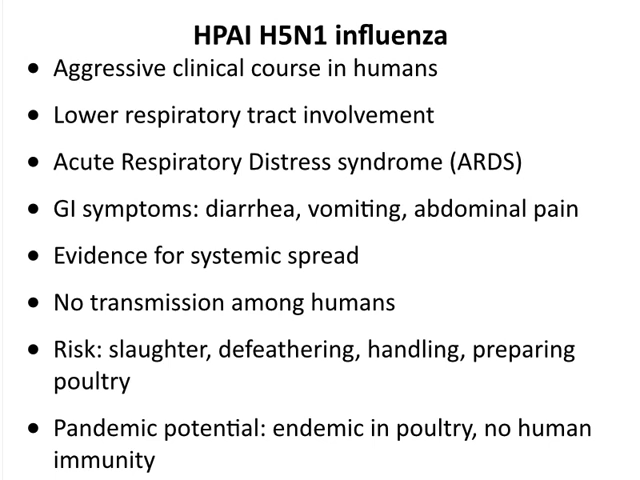 HPAI H5N1 influenza
• Aggressive clinical course in humans
• Lower respiratory tract involvement
• Acute Respiratory Distress syndrome (ARDS)
• GI symptoms: diarrhea, vomiting, abdominal pain
• Evidence for systemic spread
• No transmission among humans
• Risk: slaughter, defeathering, handling, preparing
poultry
• Pandemic potential: endemic in poultry, no human
immunity